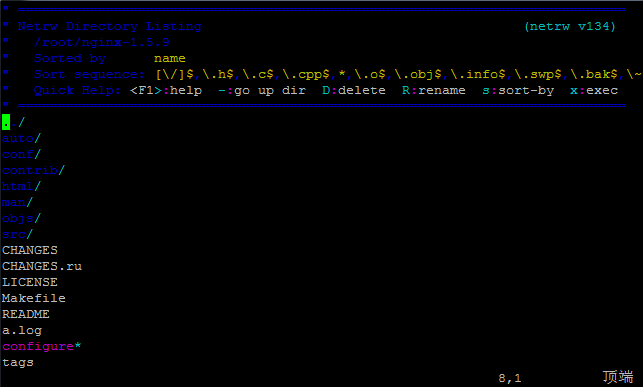 " ============================================================================
" Netrw Directory Listing (netrw v134)
" /root/nginx-1.5.9
" Sorted by name
" Sort sequence: [\/]$,\.h$,\.c$,\.cpp$,*,\.o$,\.obj$,\.info$,\.swp$,\.bak$,\~
" Quick Help: <F1>:help -:go up dir D:delete R:rename s:sort-by x:exec
" ============================================================================
../
auto/
conf/
contrib/
html/
man/
objs/
src/
CHANGES
CHANGES.ru
LICENSE
Makefile
README
a.log
configure*
tags
8,1 顶端